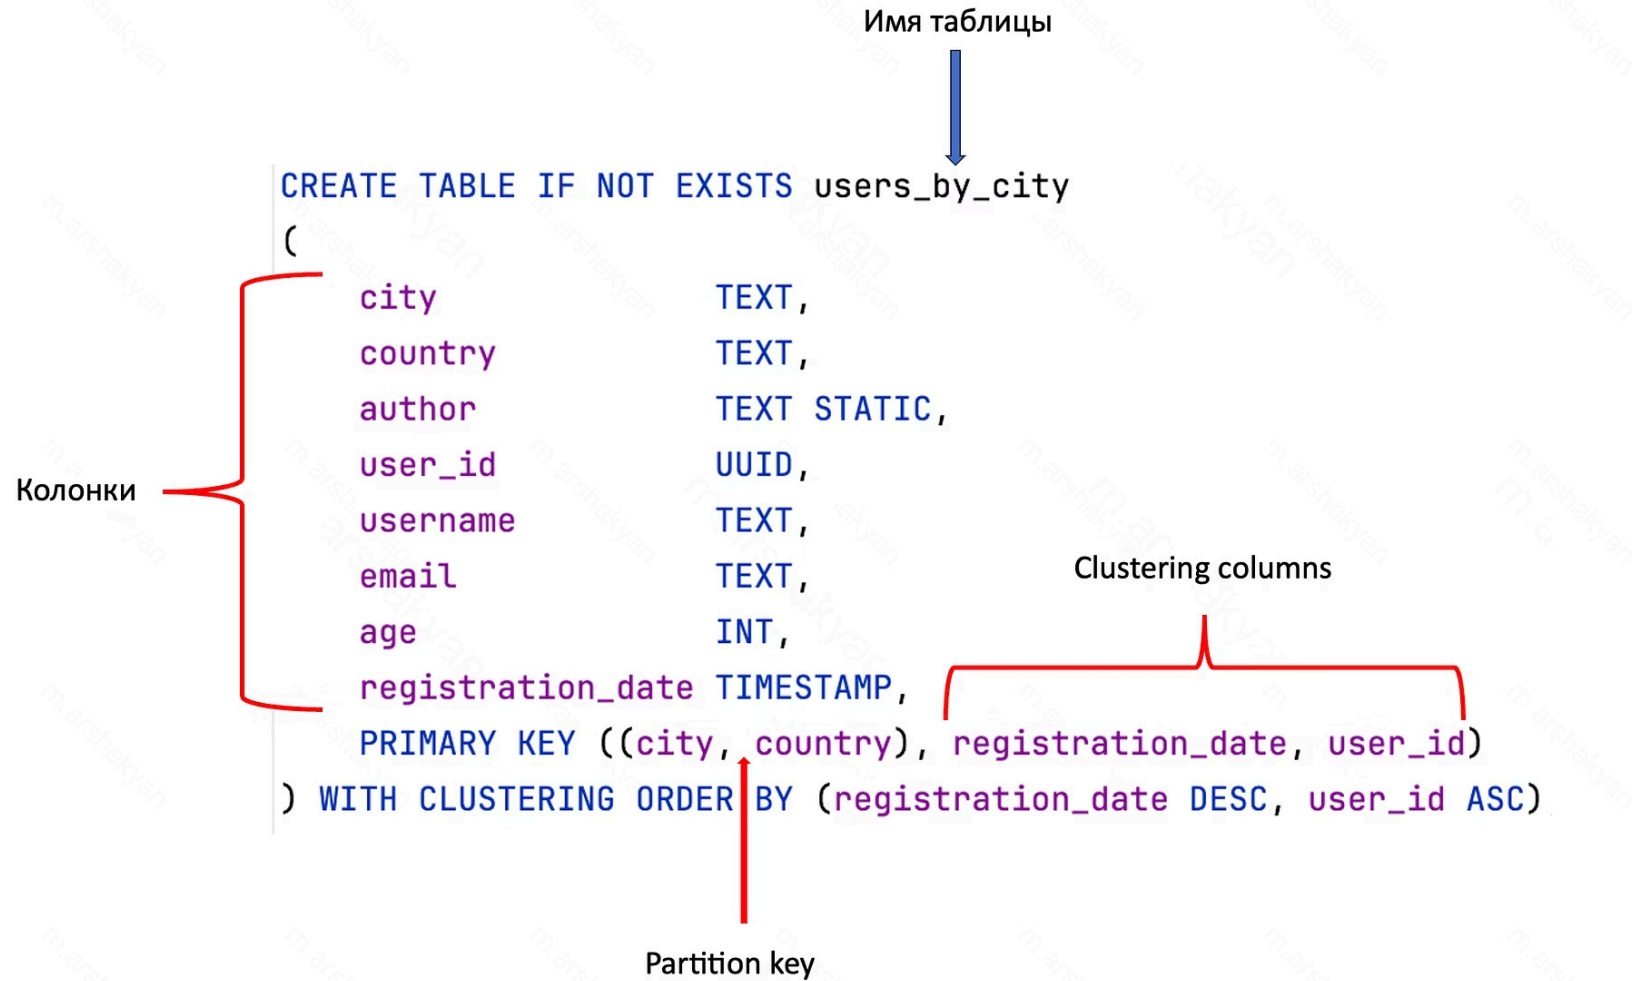 Имя таблицы
CREATE TABLE IF NOT EXISTS users_by_city
(
city TEXT,
country TEXT,
author TEXT STATIC,
user_id UUID,
Колонки
username TEXT,
email TEXT,
Clustering columns
age INT,
registration_date TIMESTAMP,
PRIMARY KEY ((city, country), registration_date, user_id)
) WITH CLUSTERING ORDER BY (registration_date DESC, user_id ASC)
Partition key
m.arshakyan